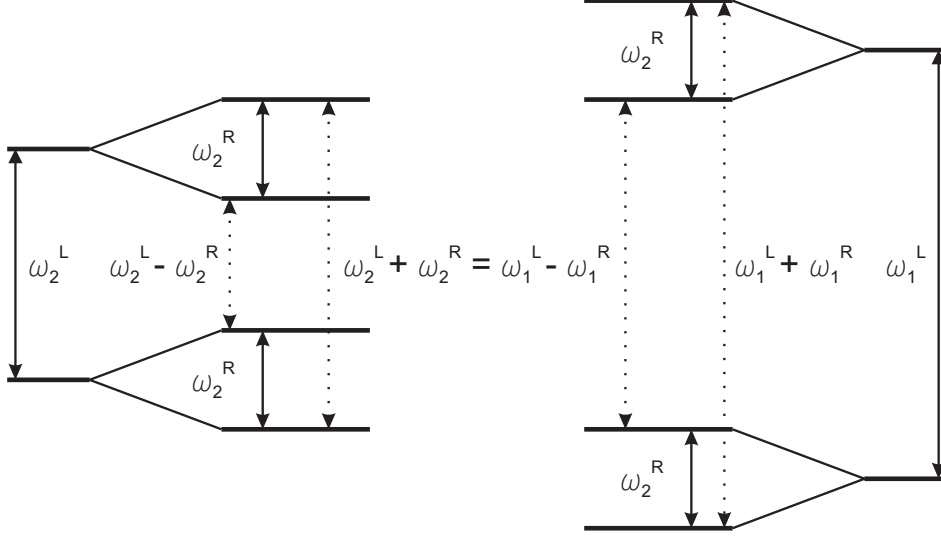 ω₂ᴿ
ω₂ᴿ
ω₂ᴸ ω₂ᴸ - ω₂ᴿ ω₂ᴸ + ω₂ᴿ = ω₁ᴸ - ω₁ᴿ ω₁ᴸ + ω₁ᴿ ω₁ᴸ
ω₂ᴿ
ω₂ᴿ